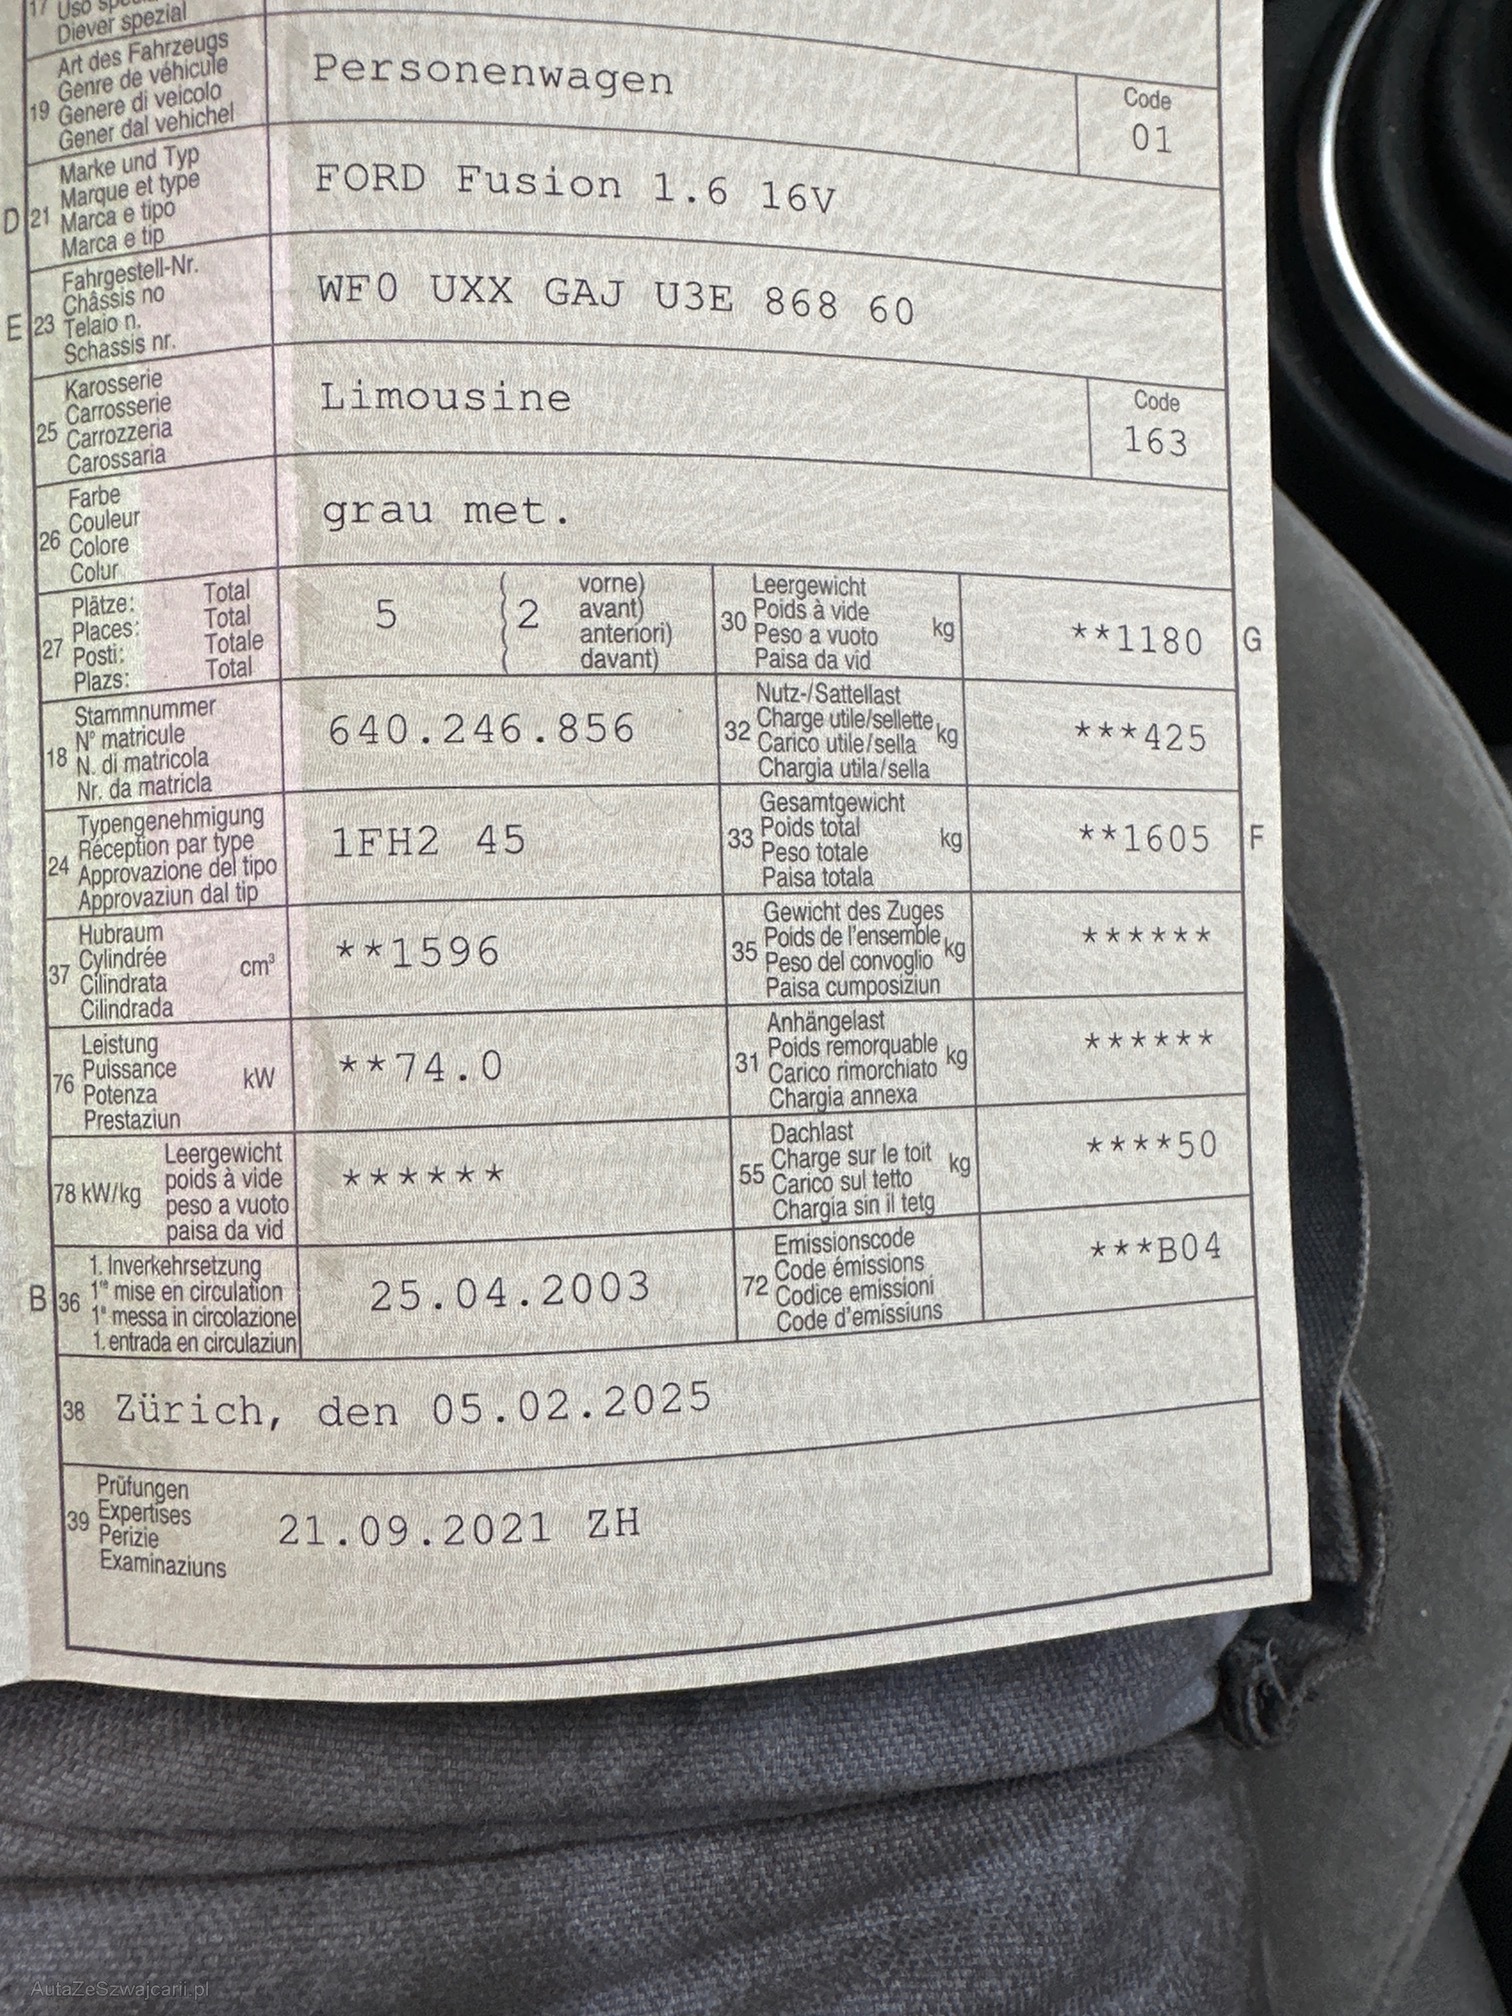 17 Uso
Diever spezial
19 Art des Fahrzeugs
Genre de véhicule
Genere di veicolo
Gener dal vehichel
Personenwagen
Code
01
D 21 Marke und Typ
Marque et type
Marca e tipo
Marca e tip
FORD Fusion 1.6 16V
E 23 Fahrgestell-Nr.
Châssis no
Telaio n.
Schassis nr.
WF0 UXX GAJ U3E 868 60
25 Karosserie
Carrosserie
Carrozzeria
Carossaria
Limousine
Code
163
26 Farbe
Couleur
Colore
Colur
grau met.
27 Plätze: Total
Places: Total
Posti: Totale
Plazs: Total
5 ( 2 vorne)
avant)
anteriori)
davant)
30 Leergewicht
Poids à vide
Peso a vuoto kg
Paisa da vid
**1180 G
18 Stammnummer
N° matricule
N. di matricola
Nr. da matricla
640.246.856
32 Nutz-/Sattellast
Charge utile/sellette kg
Carico utile/sella
Chargia utila/sella
***425
24 Typengenehmigung
Réception par type
Approvazione del tipo
Approvaziun dal tip
1FH2 45
33 Gesamtgewicht
Poids total kg
Peso totale
Paisa totala
**1605 F
37 Hubraum
Cylindrée cm³
Cilindrata
Cilindrada
**1596
35 Gewicht des Zuges
Poids de l'ensemble kg
Peso del convoglio
Paisa cumposiziun
******
76 Leistung
Puissance kW
Potenza
Prestaziun
**74.0
31 Anhängelast
Poids remorquable kg
Carico rimorchiato
Chargia annexa
******
78 kW/kg Leergewicht
poids à vide
peso a vuoto
paisa da vid
******
55 Dachlast
Charge sur le toit kg
Carico sul tetto
Chargia sin il tetg
****50
B 36 1. Inverkehrsetzung
1re mise en circulation
1a messa in circolazione
1. entrada en circulaziun
25.04.2003
72 Emissionscode
Code émissions
Codice emissioni
Code d'emissiuns
***B04
38 Zürich, den 05.02.2025
39 Prüfungen
Expertises
Perizie
Examinaziuns
21.09.2021 ZH
AutaZeSzwajcarii.pl